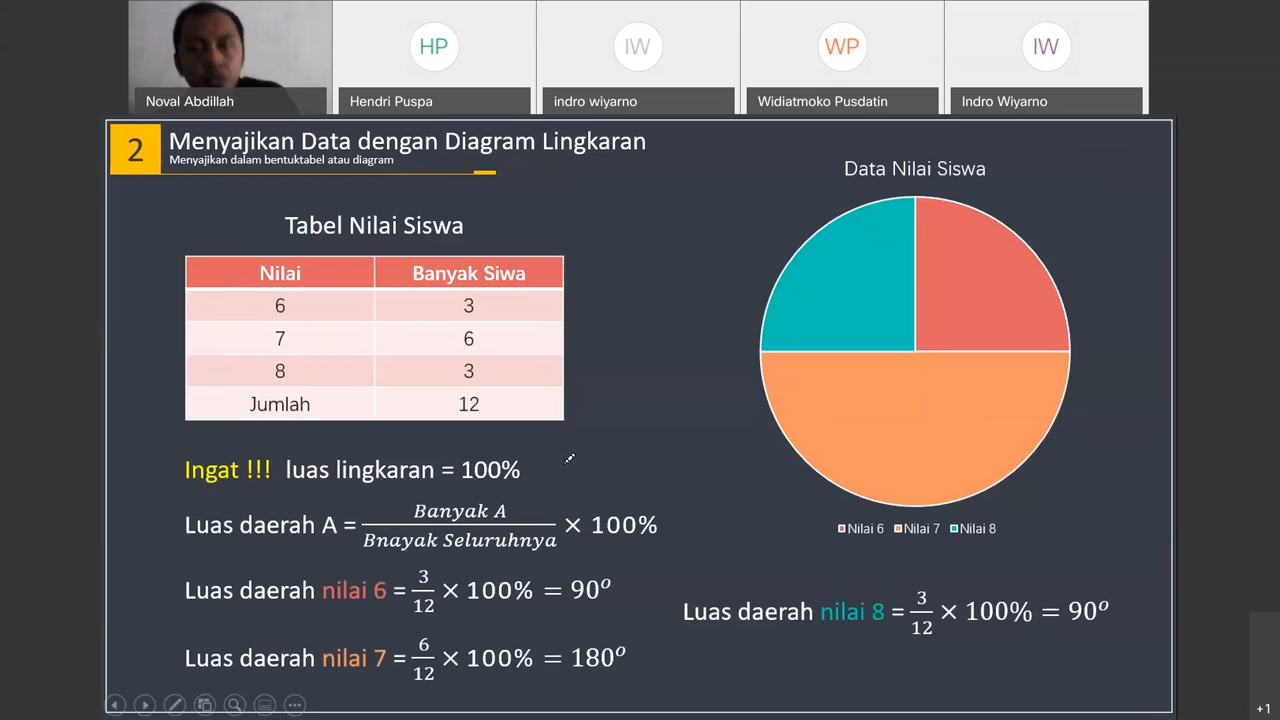 HP
IW
WP
IW
Noval Abdillah
Hendri Puspa
indro wiyarno
Widiatmoko Pusdatin
Indro Wiyarno
2
Menyajikan Data dengan Diagram Lingkaran
Menyajikan dalam bentuktabel atau diagram
Tabel Nilai Siswa
Nilai Banyak Siwa
6 3
7 6
8 3
Jumlah 12
Ingat !!! luas lingkaran = 100%
Luas daerah A = Banyak A / Bnayak Seluruhnya × 100%
Luas daerah nilai 6 = 3/12 × 100% = 90°
Luas daerah nilai 7 = 6/12 × 100% = 180°
Data Nilai Siswa
Nilai 6 Nilai 7 Nilai 8
Luas daerah nilai 8 = 3/12 × 100% = 90°
+1